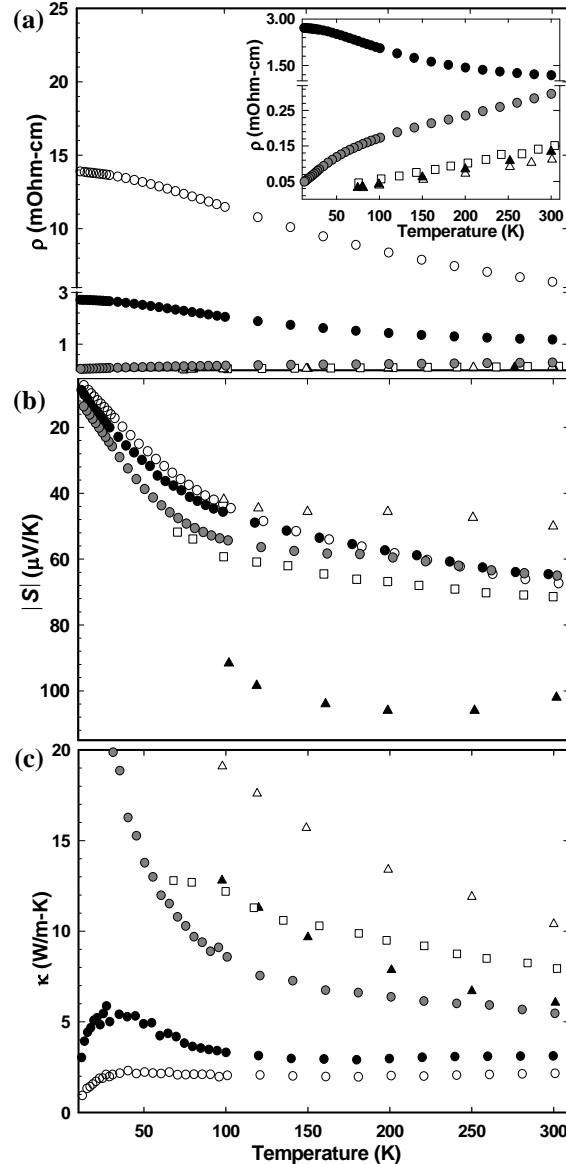 (a)
25
20
15
10
3
1
ρ (mOhm-cm)
3.00
1.50
0.25
0.15
0.05
ρ (mOhm-cm)
50 100 150 200 250 300
Temperature (K)
(b)
20
40
60
80
100
|S| (μV/K)
(c)
20
15
10
5
0
κ (W/m-K)
50 100 150 200 250 300
Temperature (K)